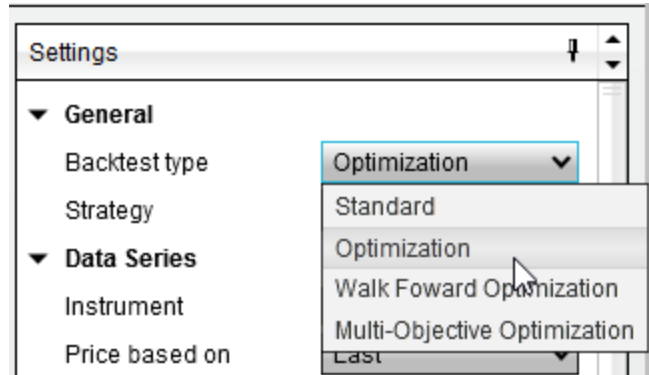 Settings
General
Backtest type Optimization
Strategy Standard
Optimization
Data Series
Walk Foward Optimization
Instrument
Multi-Objective Optimization
Price based on Last